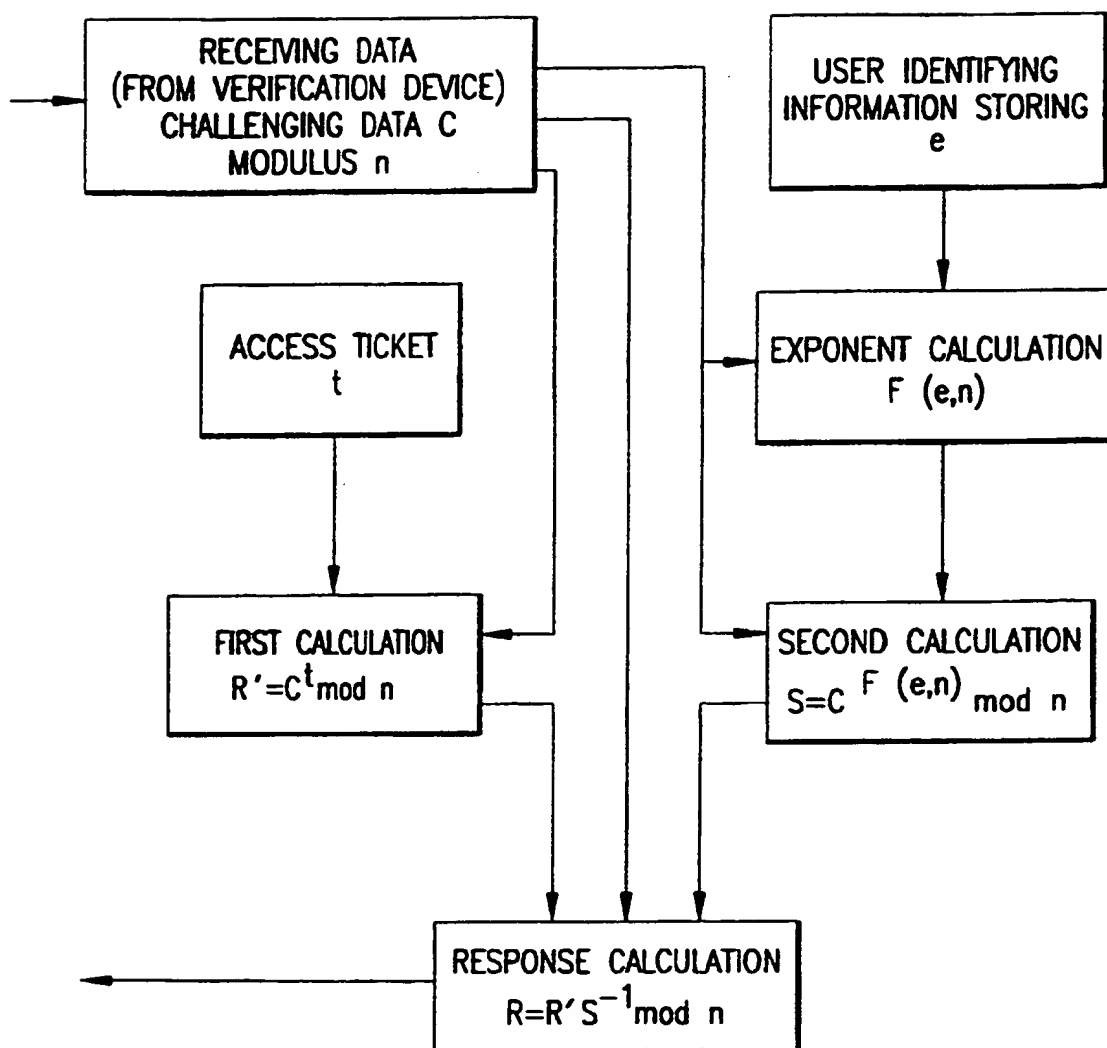 RECEIVING DATA
(FROM VERIFICATION DEVICE)
CHALLENGING DATA C
MODULUS n
USER IDENTIFYING
INFORMATION STORING
e
ACCESS TICKET
t
EXPONENT CALCULATION
F (e,n)
FIRST CALCULATION
R'=C^t mod n
SECOND CALCULATION
S=C^F (e,n) mod n
RESPONSE CALCULATION
R=R'S^-1 mod n